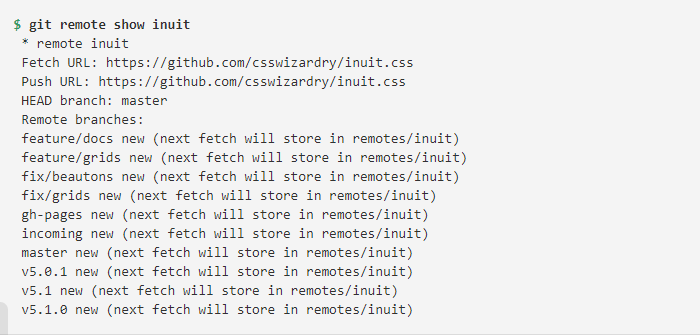 $ git remote show inuit
* remote inuit
Fetch URL: https://github.com/csswizardry/inuit.css
Push URL: https://github.com/csswizardry/inuit.css
HEAD branch: master
Remote branches:
feature/docs new (next fetch will store in remotes/inuit)
feature/grids new (next fetch will store in remotes/inuit)
fix/beautons new (next fetch will store in remotes/inuit)
fix/grids new (next fetch will store in remotes/inuit)
gh-pages new (next fetch will store in remotes/inuit)
incoming new (next fetch will store in remotes/inuit)
master new (next fetch will store in remotes/inuit)
v5.0.1 new (next fetch will store in remotes/inuit)
v5.1 new (next fetch will store in remotes/inuit)
v5.1.0 new (next fetch will store in remotes/inuit)